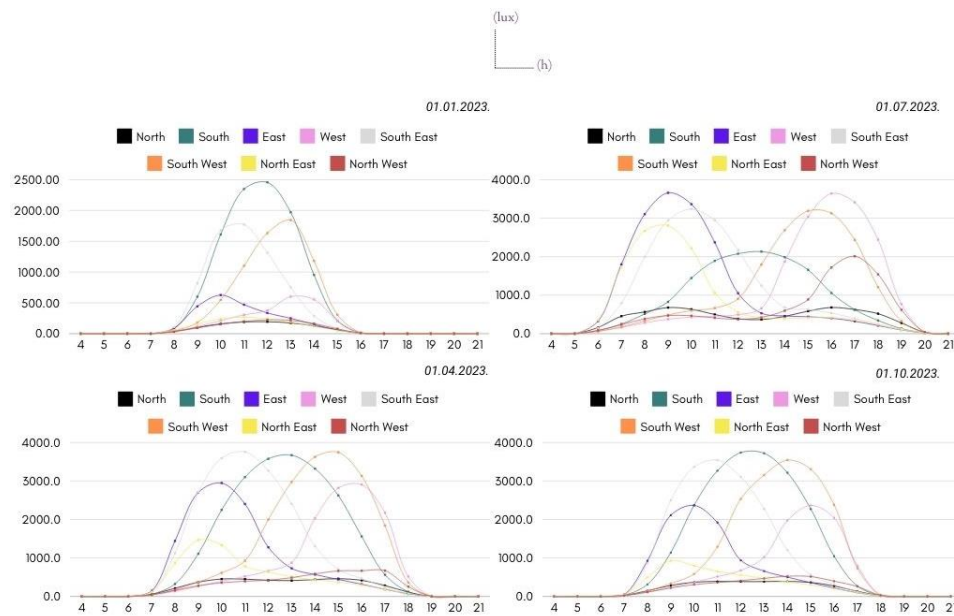 (lux)
(h)
01.01.2023.
North South East West South East
South West North East North West
2500.00
2000.00
1500.00
1000.00
500.00
0.00
4 5 6 7 8 9 10 11 12 13 14 15 16 17 18 19 20 21
01.07.2023.
North South East West South East
South West North East North West
4000.0
3000.0
2000.0
1000.0
0.0
4 5 6 7 8 9 10 11 12 13 14 15 16 17 18 19 20 21
01.04.2023.
North South East West South East
South West North East North West
4000.0
3000.0
2000.0
1000.0
0.0
4 5 6 7 8 9 10 11 12 13 14 15 16 17 18 19 20 21
01.10.2023.
North South East West South East
South West North East North West
4000.0
3000.0
2000.0
1000.0
0.0
4 5 6 7 8 9 10 11 12 13 14 15 16 17 18 19 20 21